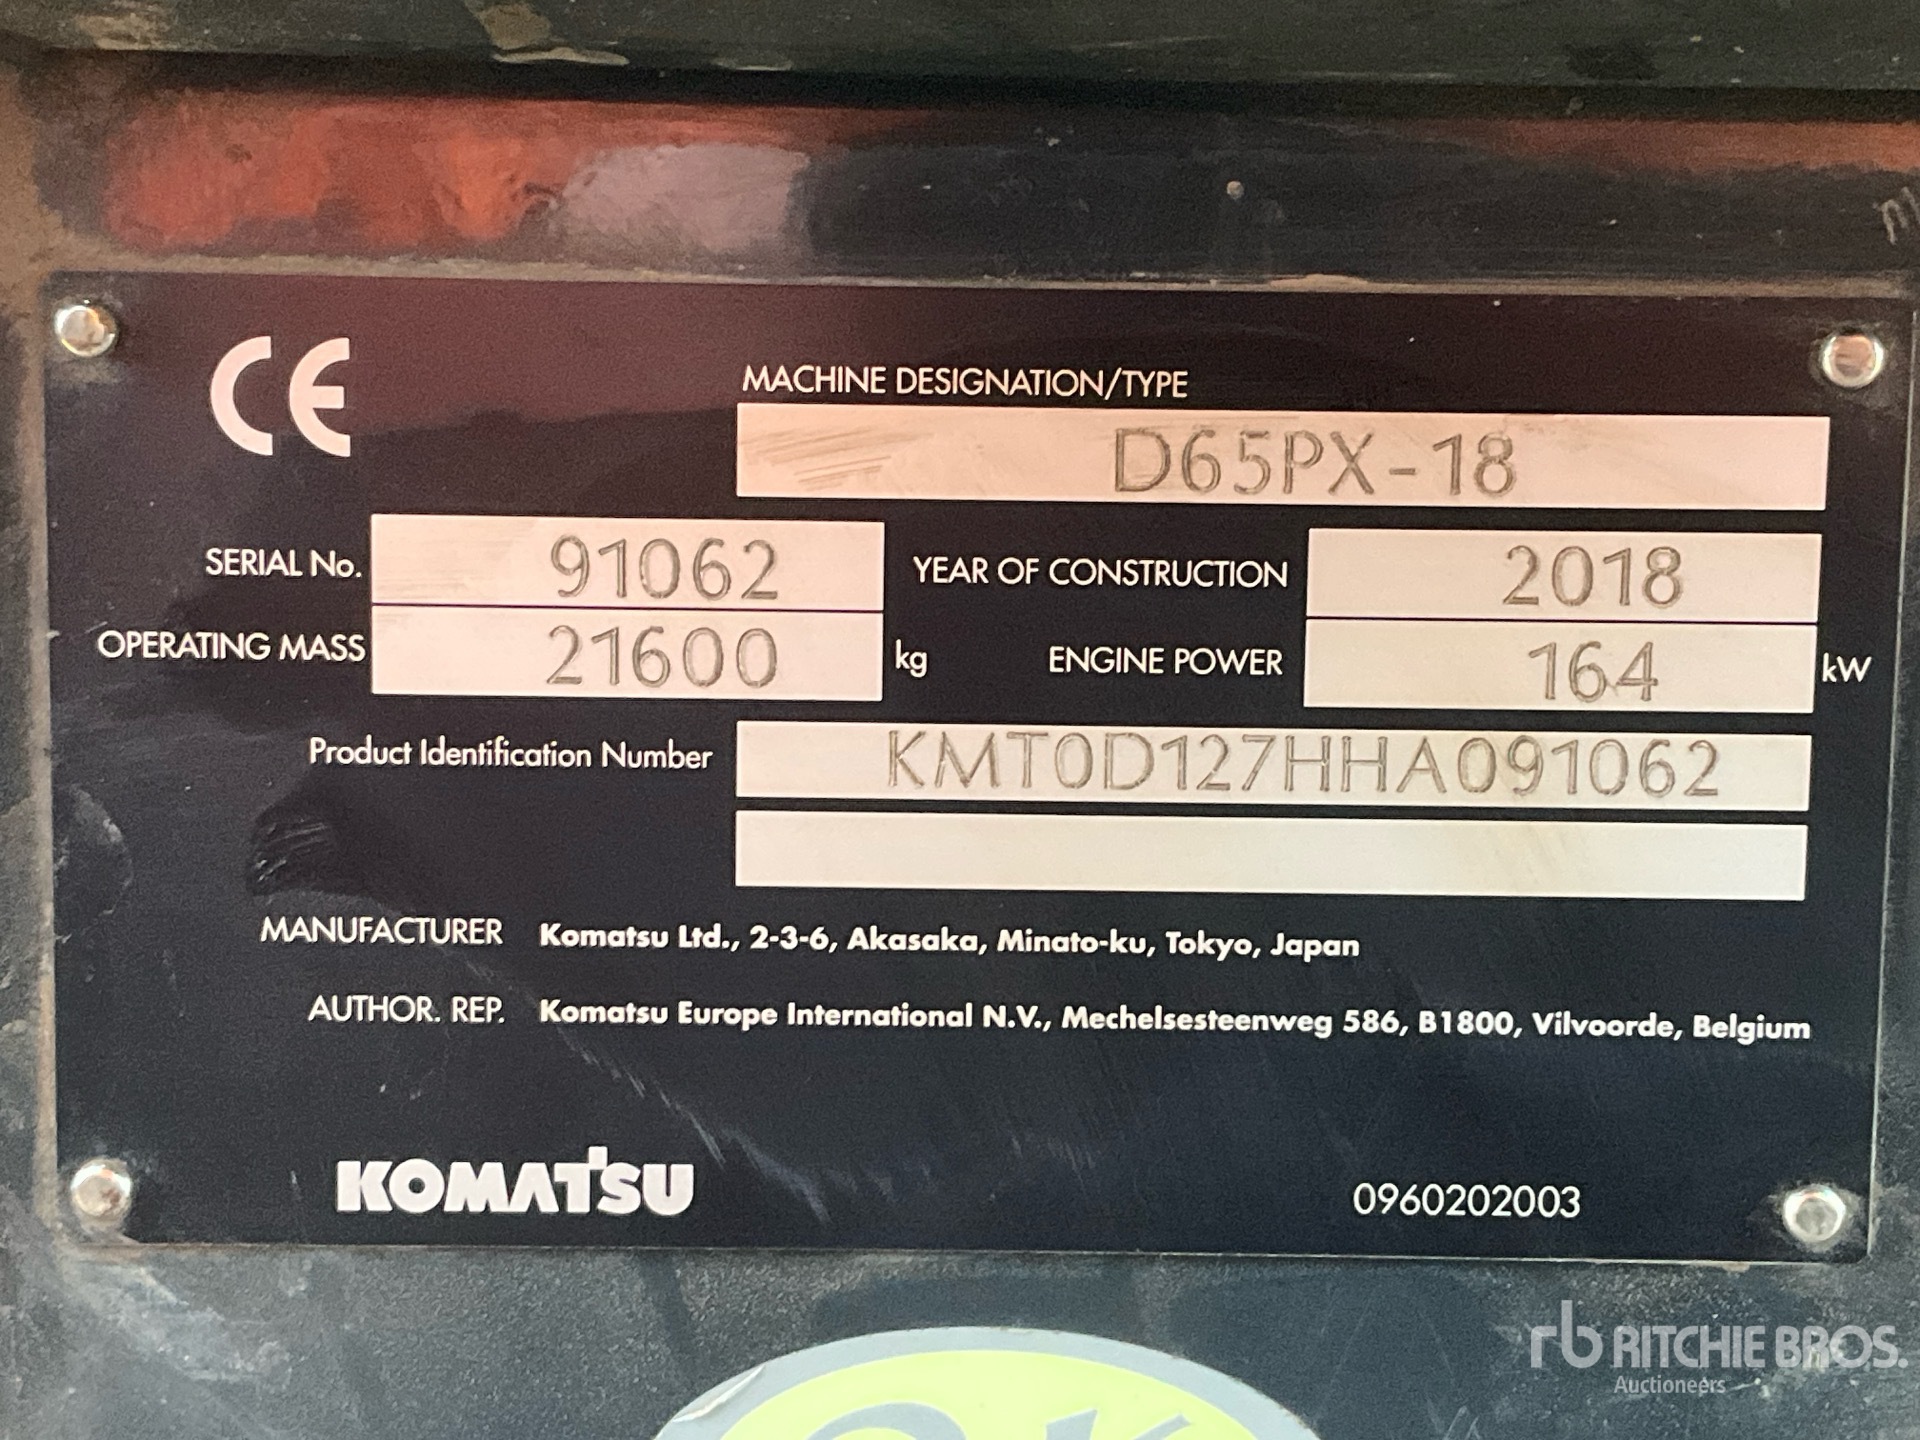 CE
MACHINE DESIGNATION/TYPE
D65PX-18
SERIAL No. 91062 YEAR OF CONSTRUCTION 2018
OPERATING MASS 21600 kg ENGINE POWER 164 kW
Product Identification Number KMT0D127HHA091062
MANUFACTURER Komatsu Ltd., 2-3-6, Akasaka, Minato-ku, Tokyo, Japan
AUTHOR. REP. Komatsu Europe International N.V., Mechelsesteenweg 586, B1800, Vilvoorde, Belgium
KOMATSU 0960202003
rb RITCHIE BROS.
Auctioneers